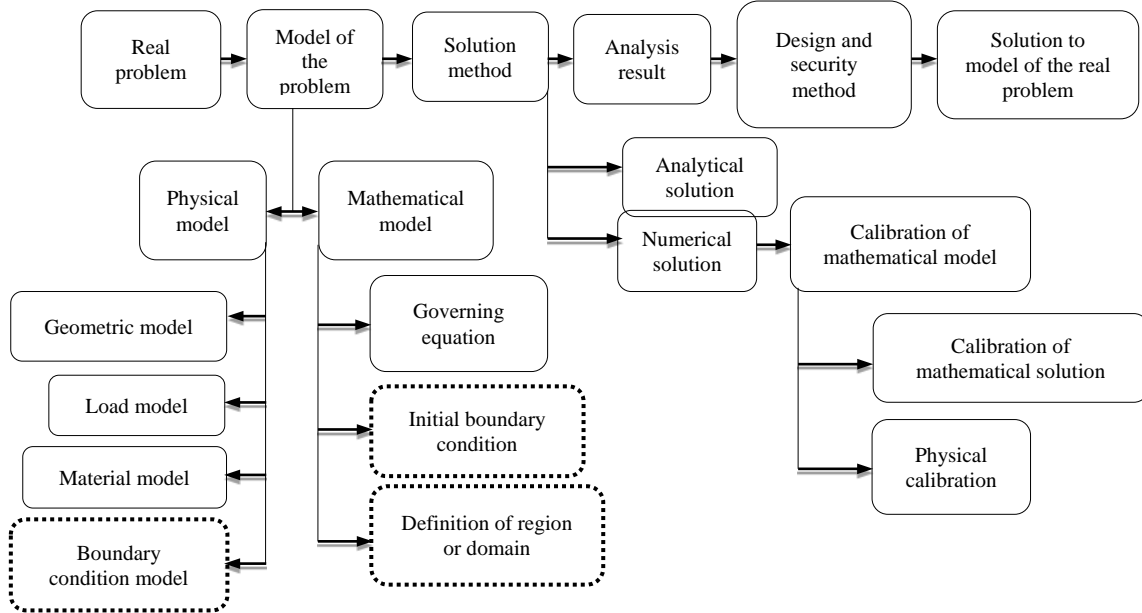 Real
problem
Model of
the
problem
Solution
method
Analysis
result
Design and
security
method
Solution to
model of the real
problem
Analytical
solution
Physical
model
Mathematical
model
Numerical
solution
Calibration of
mathematical model
Geometric model
Governing
equation
Calibration of
mathematical solution
Load model
Initial boundary
condition
Material model
Physical
calibration
Definition of region
or domain
Boundary
condition model